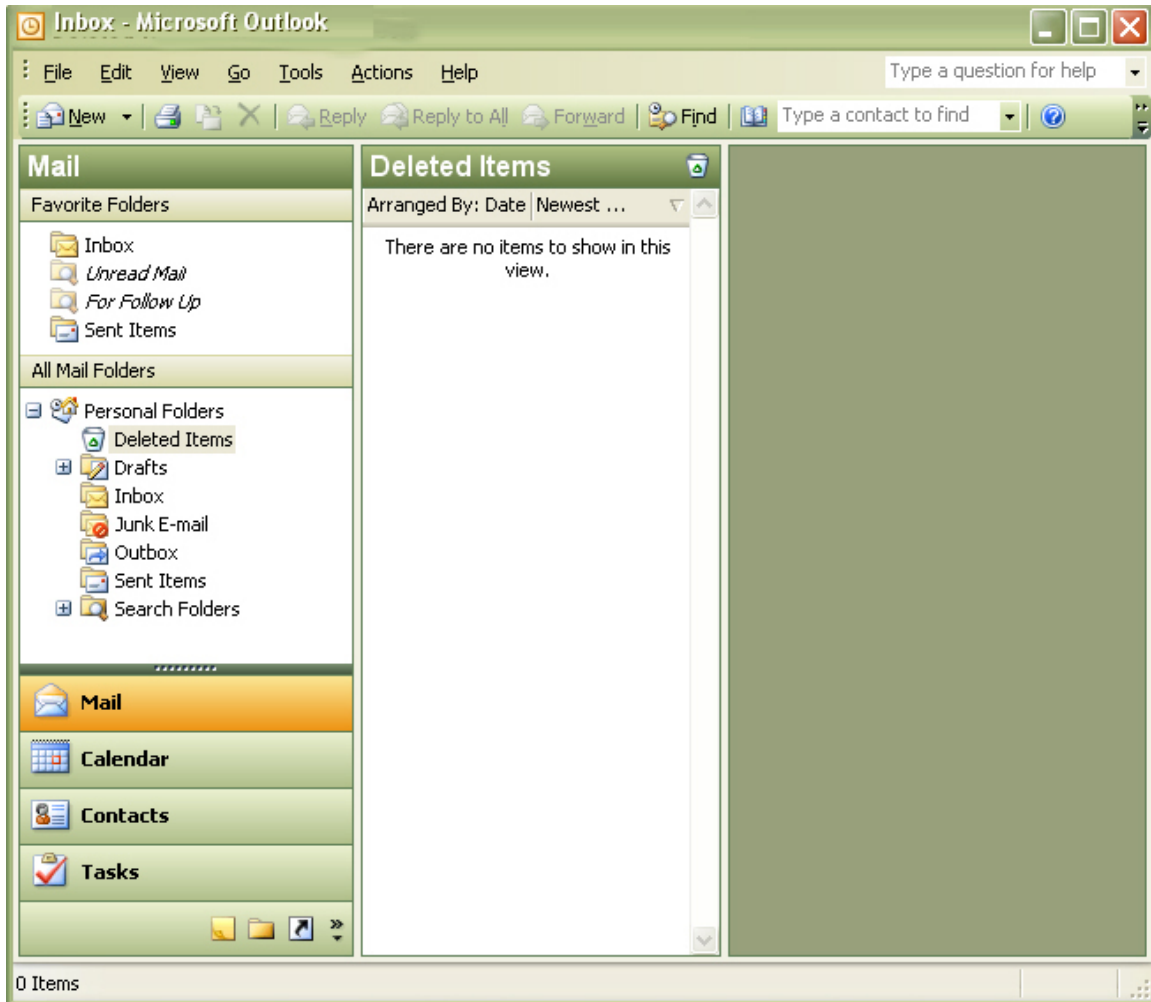 Inbox - Microsoft Outlook
File Edit View Go Tools Actions Help Type a question for help
New Reply Reply to All Forward Find Type a contact to find
Mail
Favorite Folders
Inbox
Unread Mail
For Follow Up
Sent Items
All Mail Folders
Personal Folders
Deleted Items
Drafts
Inbox
Junk E-mail
Outbox
Sent Items
Search Folders
Mail
Calendar
Contacts
Tasks
Deleted Items
Arranged By: Date Newest ...
There are no items to show in this
view.
0 Items